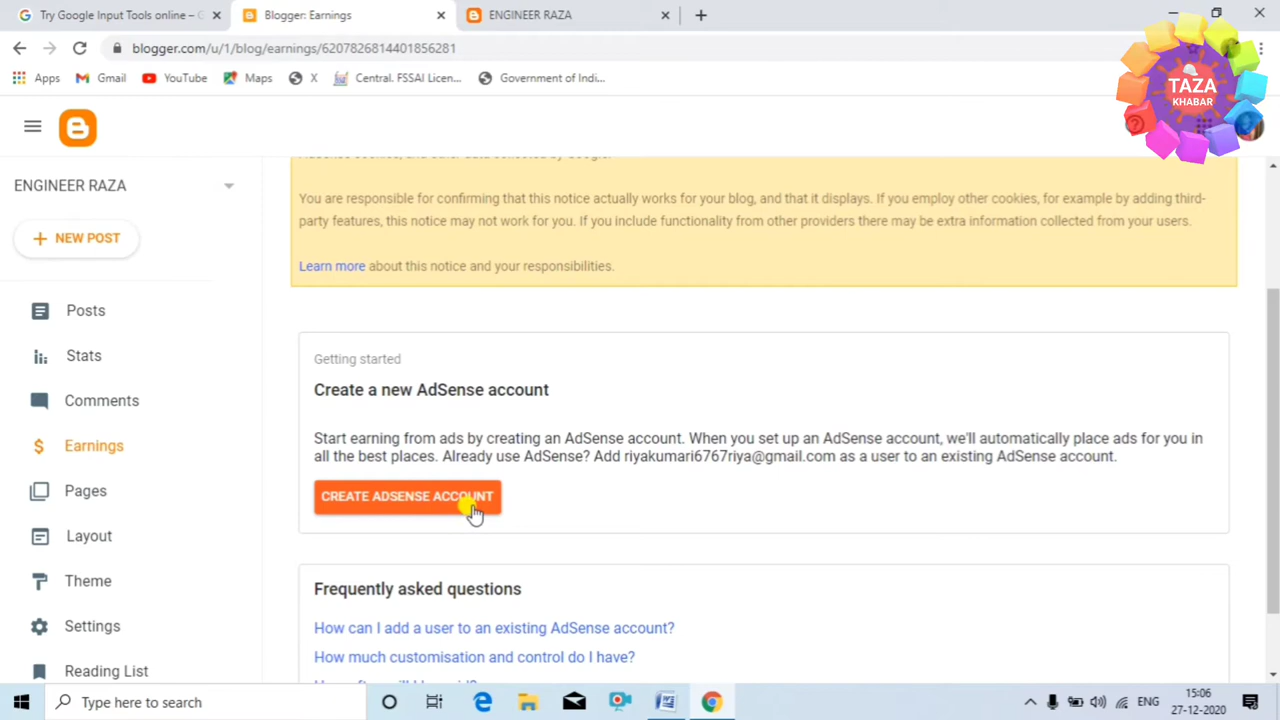 Try Google Input Tools online – G
Blogger: Earnings
ENGINEER RAZA
blogger.com/u/1/blog/earnings/6207826814401856281
Apps
Gmail
YouTube
Maps
X
Central. FSSAI Licen...
Government of Indi...
TAZA
KHABAR
ENGINEER RAZA
NEW POST
Posts
Stats
Comments
Earnings
Pages
Layout
Theme
Settings
Reading List
You are responsible for confirming that this notice actually works for your blog, and that it displays. If you employ other cookies, for example by adding third-
party features, this notice may not work for you. If you include functionality from other providers there may be extra information collected from your users.
Learn more about this notice and your responsibilities.
Getting started
Create a new AdSense account
Start earning from ads by creating an AdSense account. When you set up an AdSense account, we'll automatically place ads for you in
all the best places. Already use AdSense? Add riyakumari6767riya@gmail.com as a user to an existing AdSense account.
CREATE ADSENSE ACCOUNT
Frequently asked questions
How can I add a user to an existing AdSense account?
How much customisation and control do I have?
Type here to search
ENG
15:06
27-12-2020